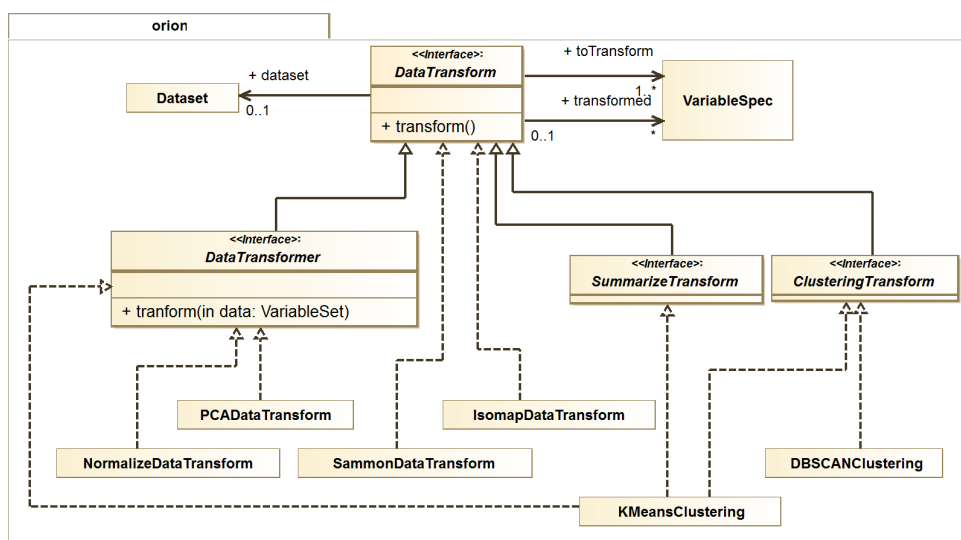 orion
<<Interface>>:
DataTransform
+ transform()
+ dataset
0..1
Dataset
+ toTransform
1..*
+ transformed
0..1
*
VariableSpec
<<Interface>>:
DataTransformer
+ tranform(in data: VariableSet)
<<Interface>>:
SummarizeTransform
<<Interface>>:
ClusteringTransform
PCADataTransform
IsomapDataTransform
NormalizeDataTransform
SammonDataTransform
DBSCANClustering
KMeansClustering